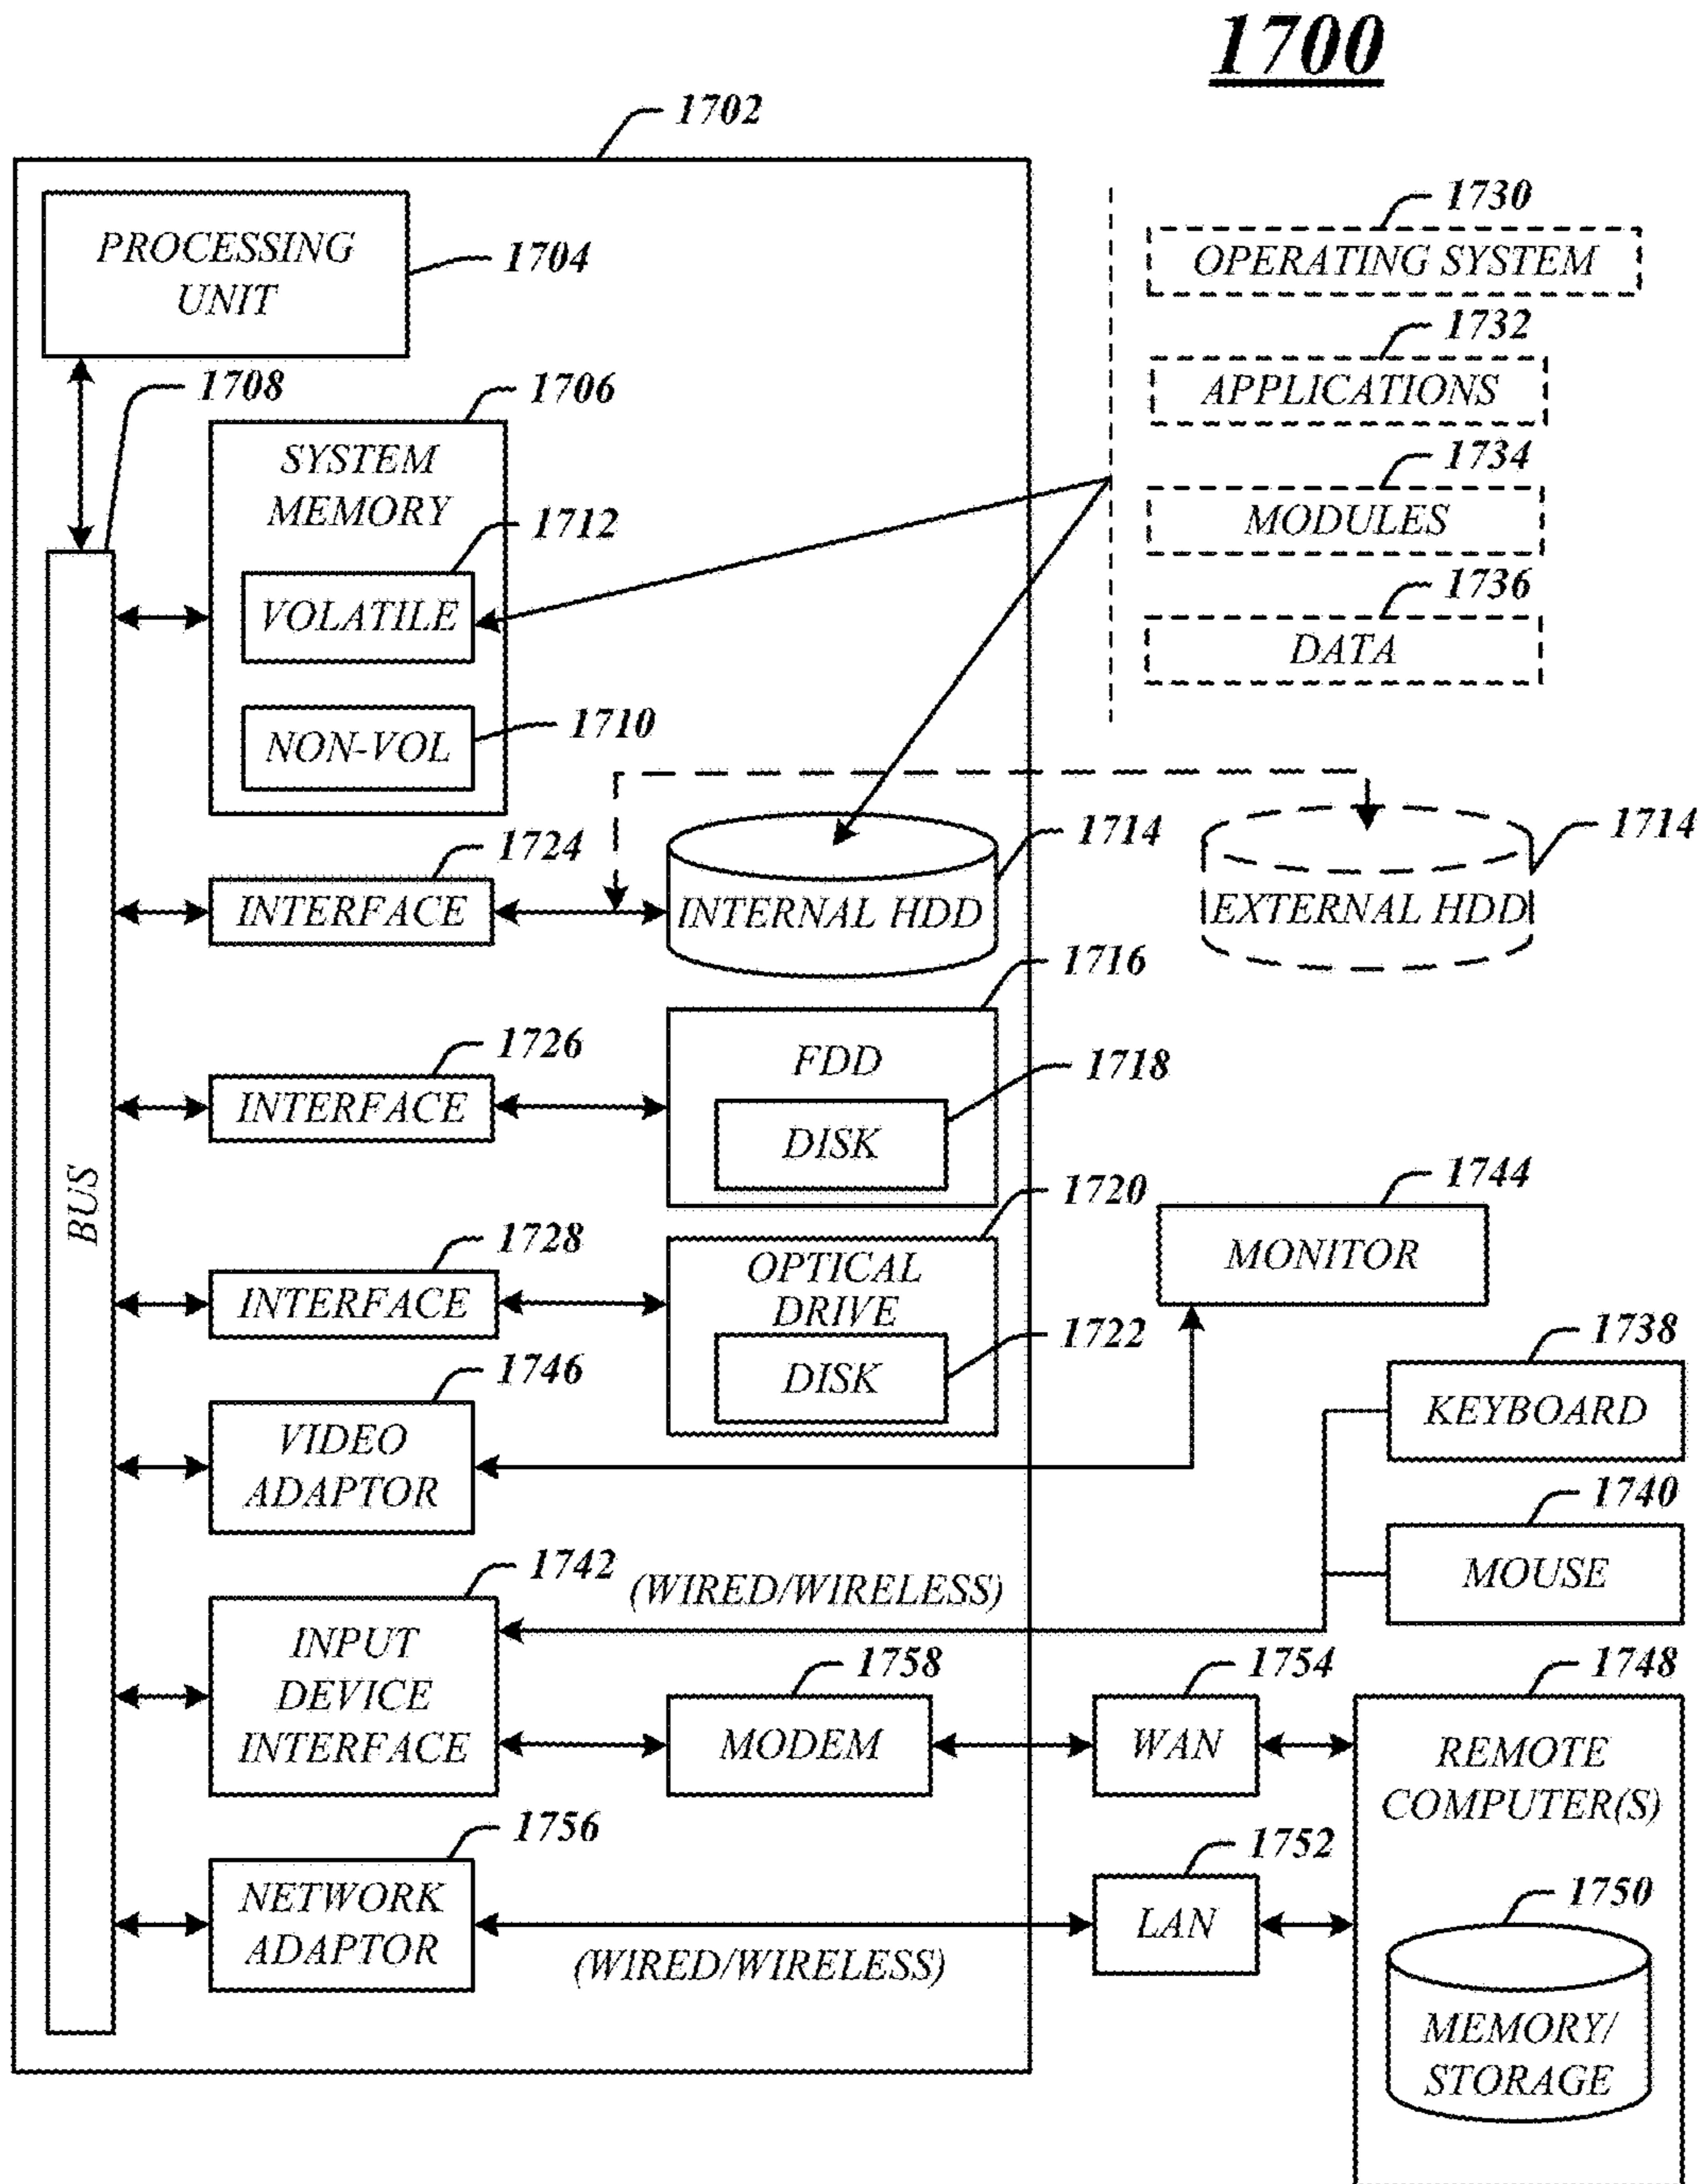 1700
1702
PROCESSING
UNIT
1704
1730
OPERATING SYSTEM
1732
APPLICATIONS
1708
1706
SYSTEM
MEMORY
1734
MODULES
1712
VOLATILE
1736
DATA
1710
NON-VOL
1724
INTERFACE
1714
INTERNAL HDD
1714
EXTERNAL HDD
1716
FDD
1726
INTERFACE
1718
DISK
BUS
1720
OPTICAL
DRIVE
1744
MONITOR
1728
INTERFACE
1722
DISK
1738
KEYBOARD
1746
VIDEO
ADAPTOR
1740
MOUSE
1742
(WIRED/WIRELESS)
INPUT
DEVICE
INTERFACE
1758
MODEM
1754
WAN
1748
REMOTE
COMPUTER(S)
1756
NETWORK
ADAPTOR
(WIRED/WIRELESS)
1752
LAN
1750
MEMORY/
STORAGE